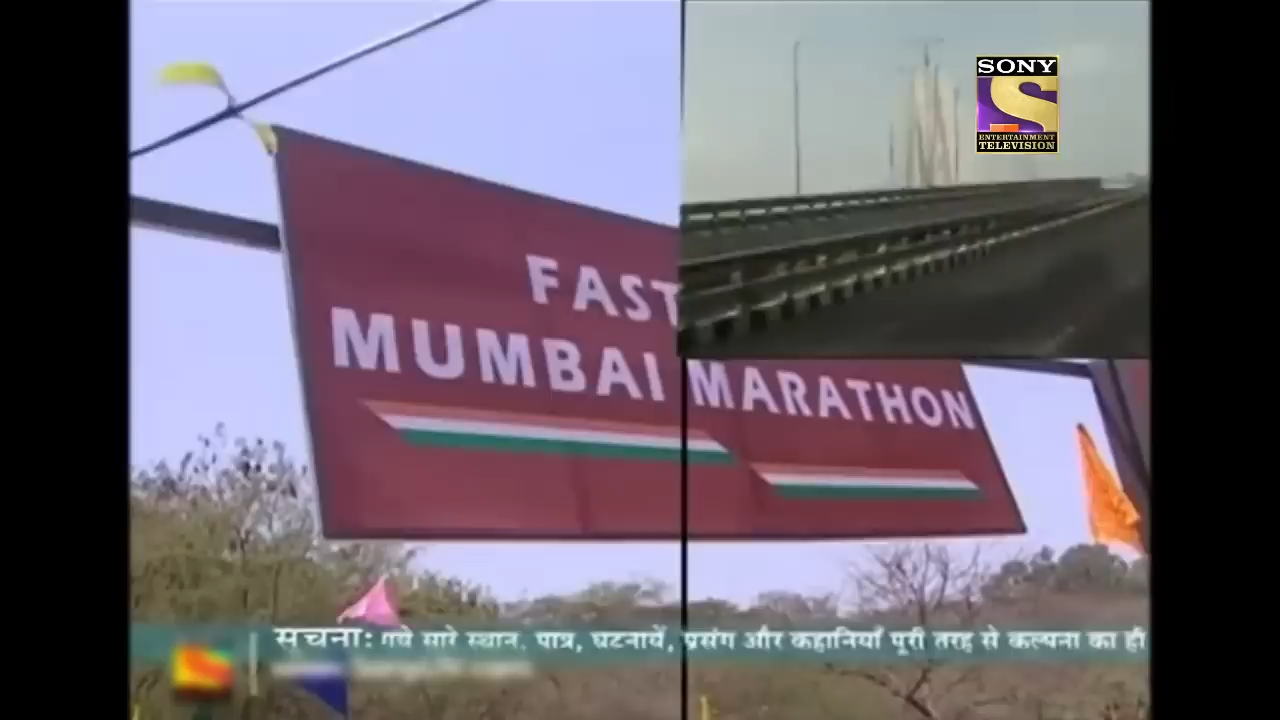 SONY
ENTERTAINMENT
TELEVISION
FAST
MUMBAI MARATHON
सूचना: गये सारे स्थान, पात्र, घटनायें, प्रसंग और कहानियाँ पूरी तरह से कल्पना का ही